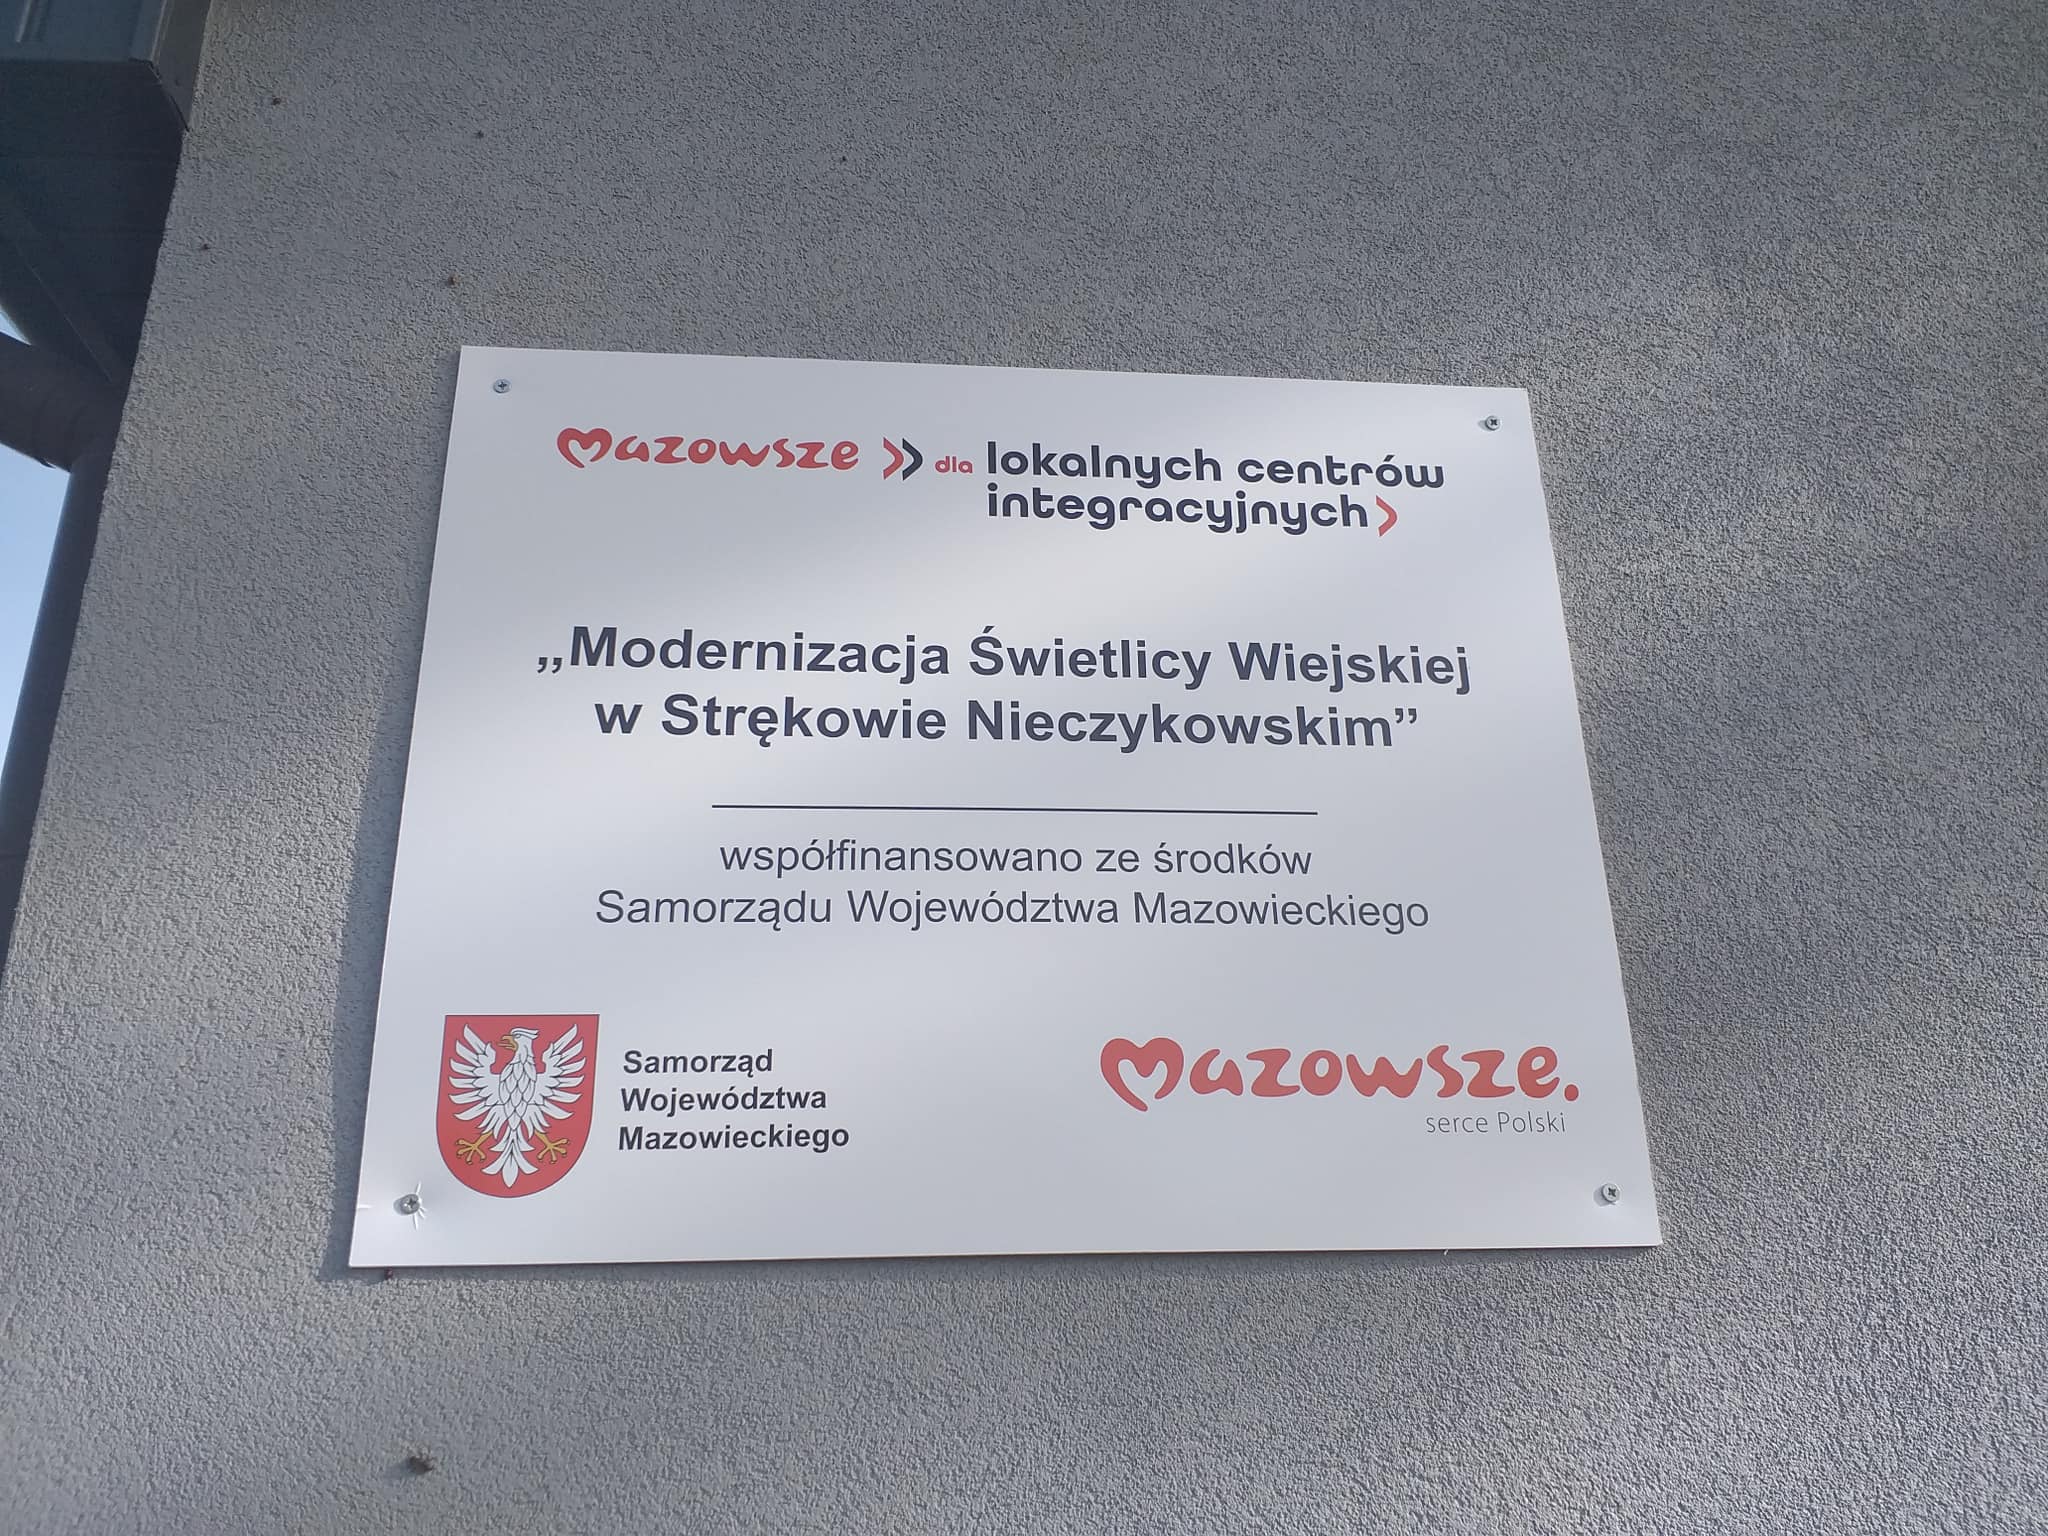 mazowsze dla lokalnych centrów
integracyjnych
„Modernizacja Świetlicy Wiejskiej
w Strękowie Nieczykowskim”
współfinansowano ze środków
Samorządu Województwa Mazowieckiego
Samorząd
Województwa
Mazowieckiego
mazowsze.
serce Polski